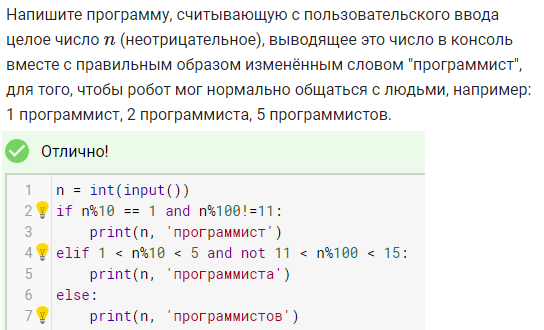 Напишите программу, считывающую с пользовательского ввода
целое число n (неотрицательное), выводящее это число в консоль
вместе с правильным образом изменённым словом "программист",
для того, чтобы робот мог нормально общаться с людьми, например:
1 программист, 2 программиста, 5 программистов.
Отлично!
1 n = int(input())
2 if n%10 == 1 and n%100!=11:
3     print(n, 'программист')
4 elif 1 < n%10 < 5 and not 11 < n%100 < 15:
5     print(n, 'программиста')
6 else:
7     print(n, 'программистов')